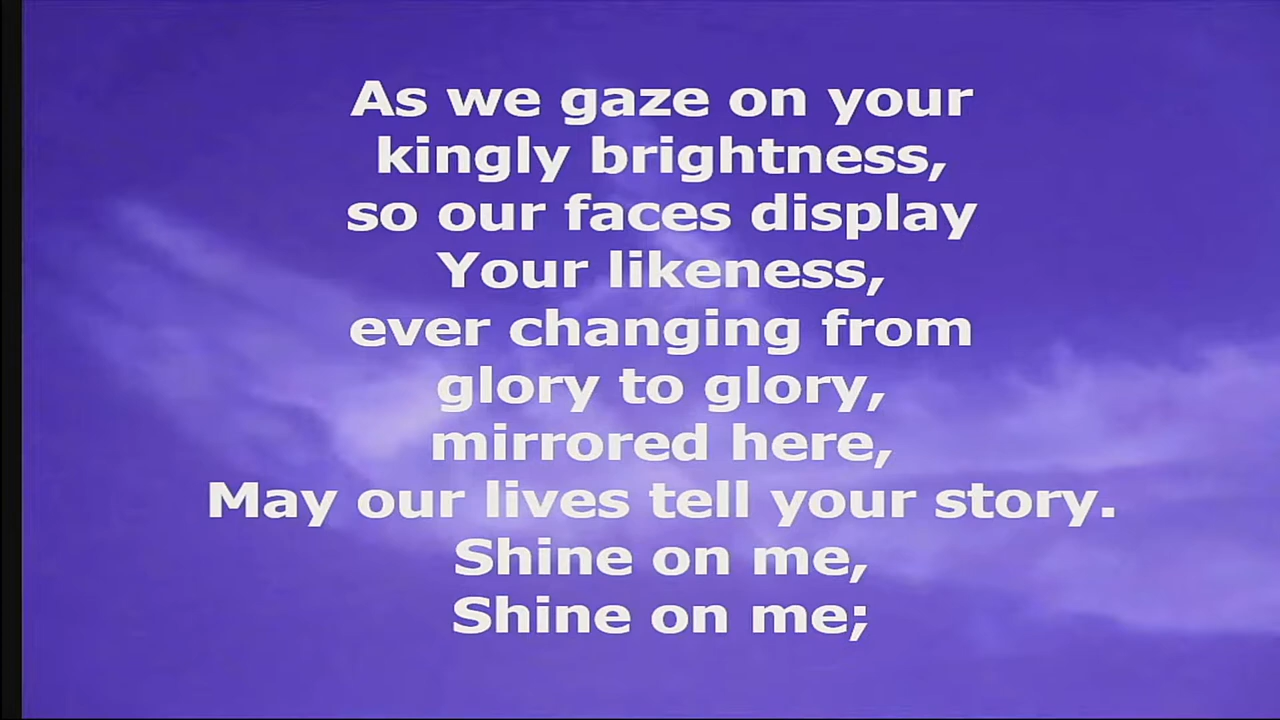 As we gaze on your
kingly brightness,
so our faces display
Your likeness,
ever changing from
glory to glory,
mirrored here,
May our lives tell your story.
Shine on me,
Shine on me;